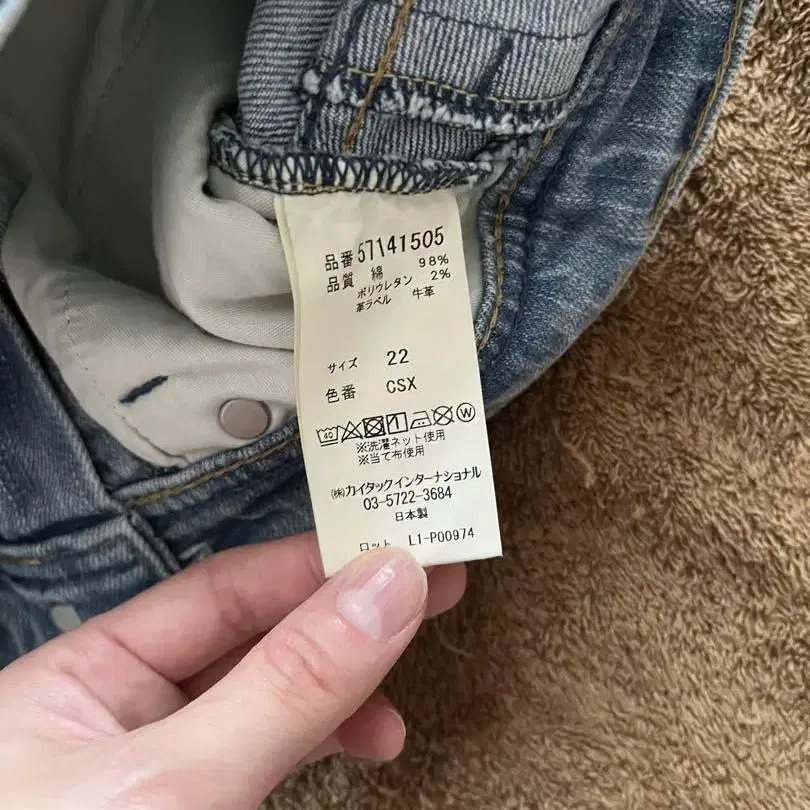 品番 57141505
品質 綿 98%
ポリウレタン 2%
革ラベル 牛革
サイズ 22
色番 CSX
40 W
※洗濯ネット使用
※当て布使用
㈱カイタックインターナショナル
03-5722-3684
日本製
ロット L1-P00974